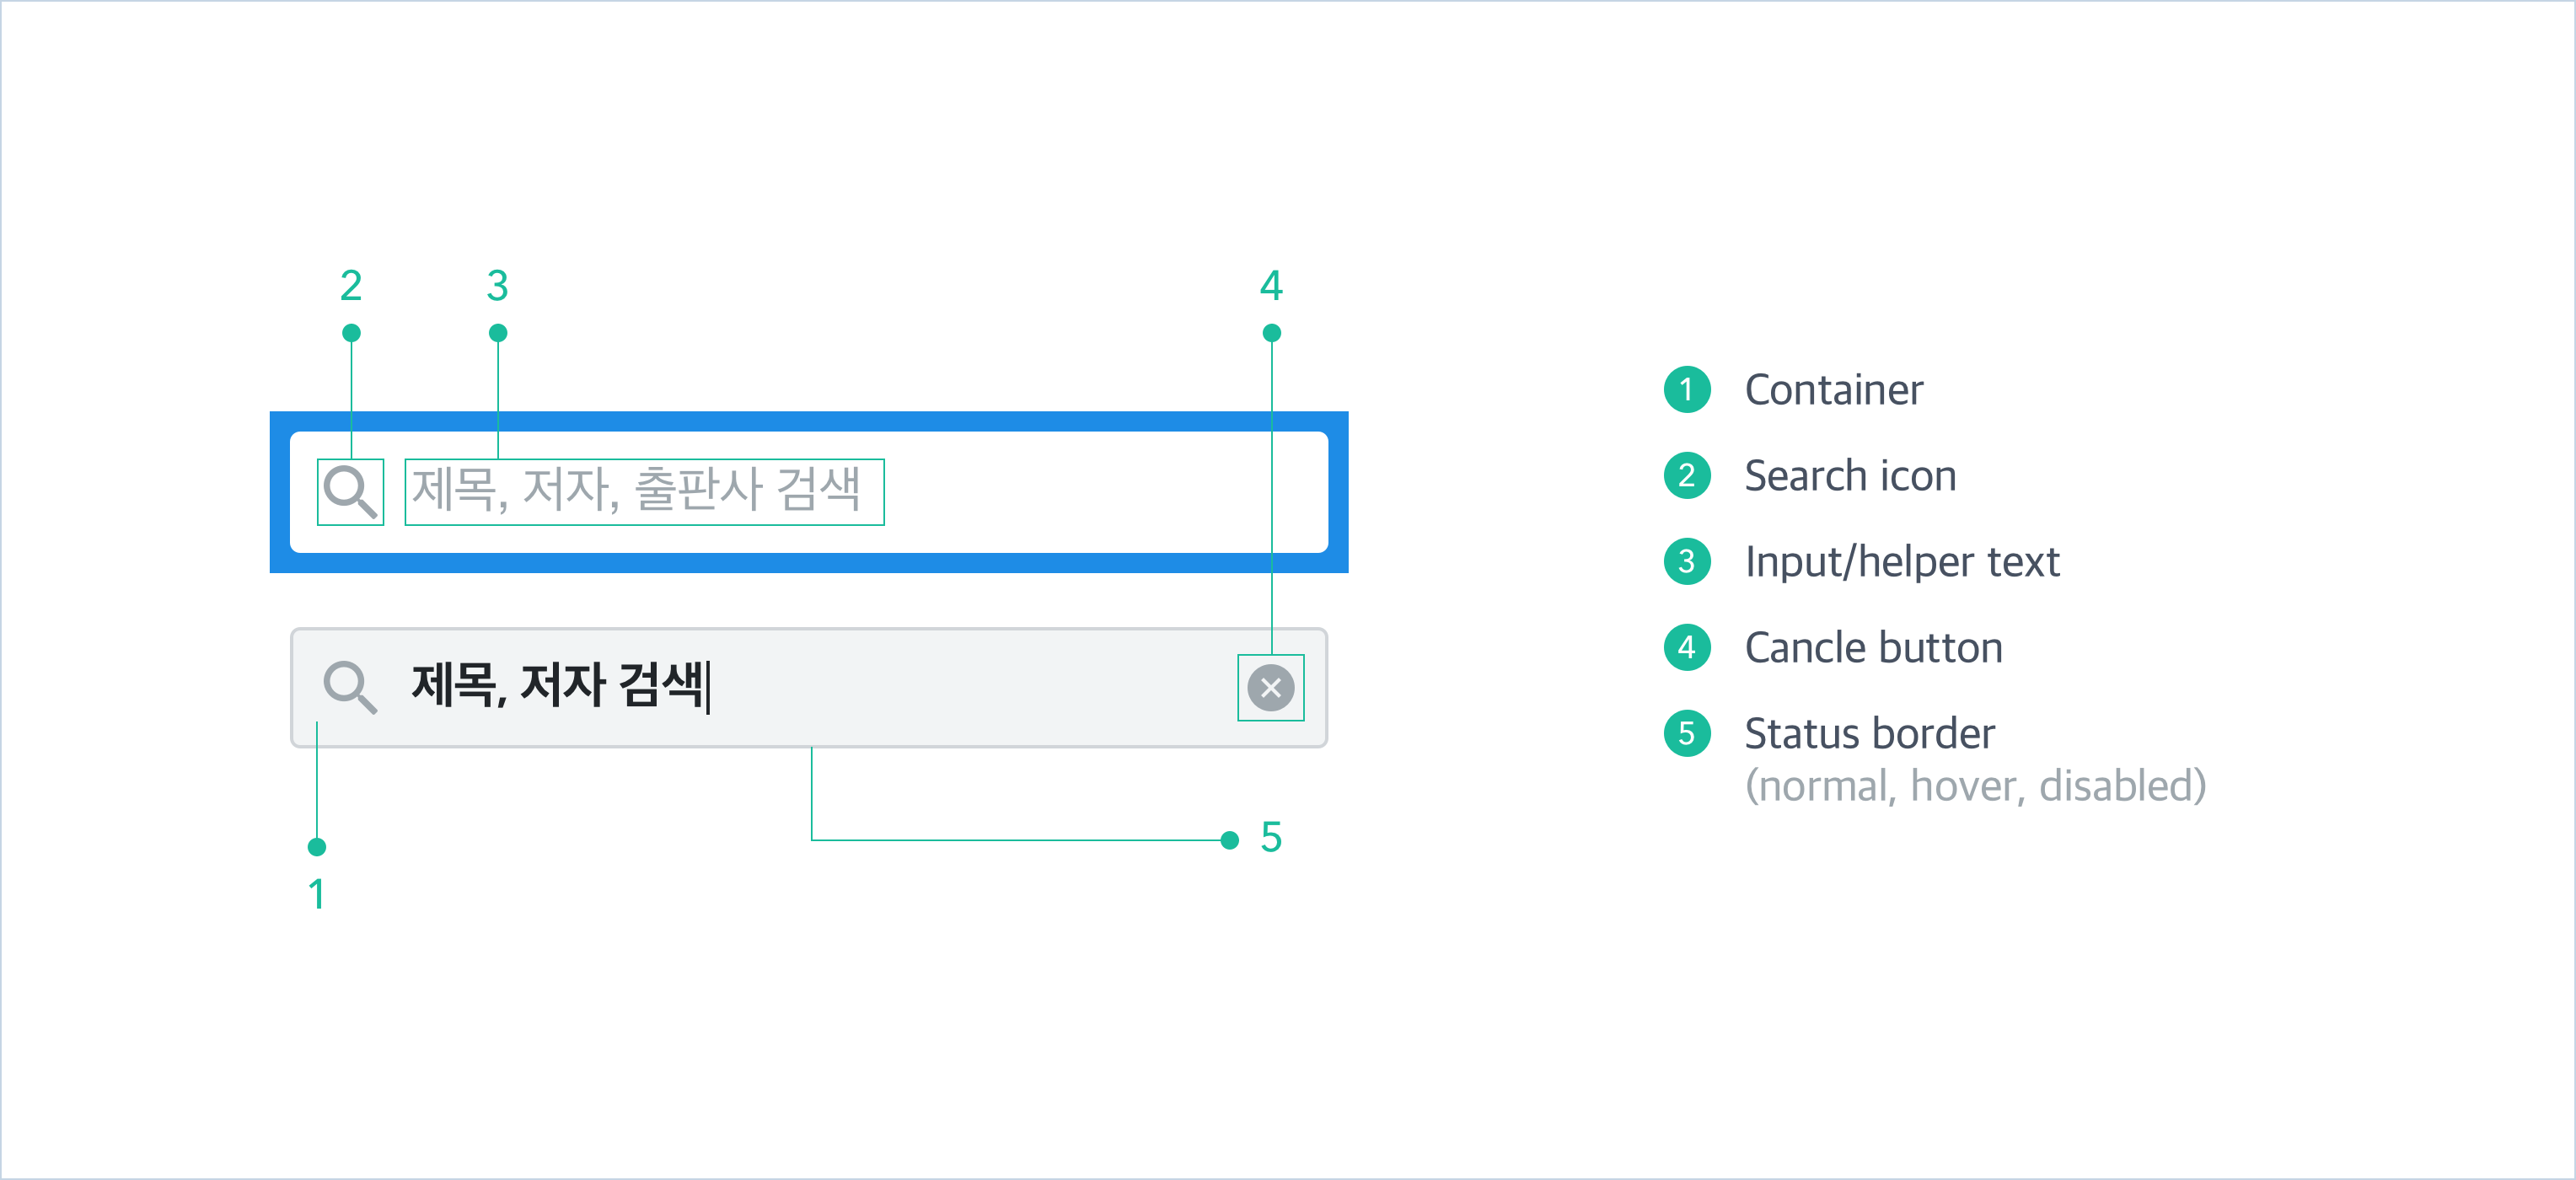 2 3 4
제목, 저자, 출판사 검색
제목, 저자 검색
5
1
1 Container
2 Search icon
3 Input/helper text
4 Cancle button
5 Status border
(normal, hover, disabled)